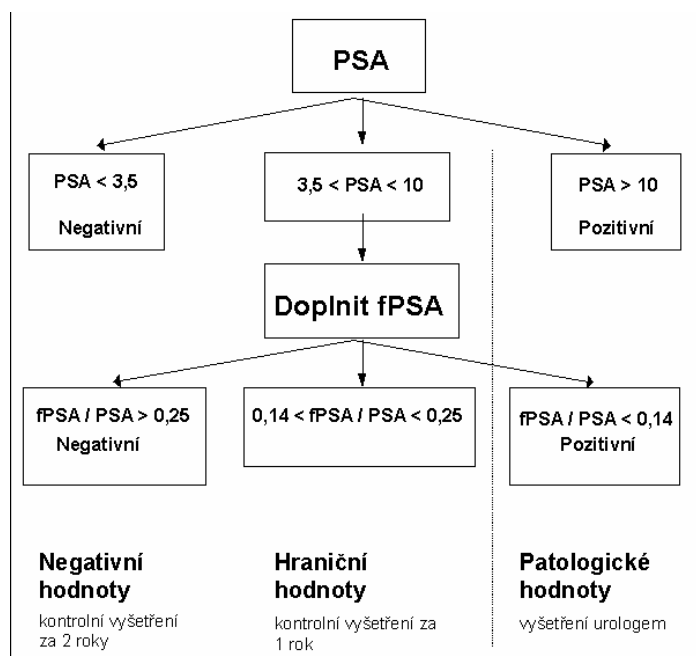 PSA
PSA < 3,5
Negativní
3,5 < PSA < 10
PSA > 10
Pozitivní
Doplnit fPSA
fPSA / PSA > 0,25
Negativní
0,14 < fPSA / PSA < 0,25
fPSA / PSA < 0,14
Pozitivní
Negativní
hodnoty
kontrolní vyšetření
za 2 roky
Hraniční
hodnoty
kontrolní vyšetření za
1 rok
Patologické
hodnoty
vyšetření urologem